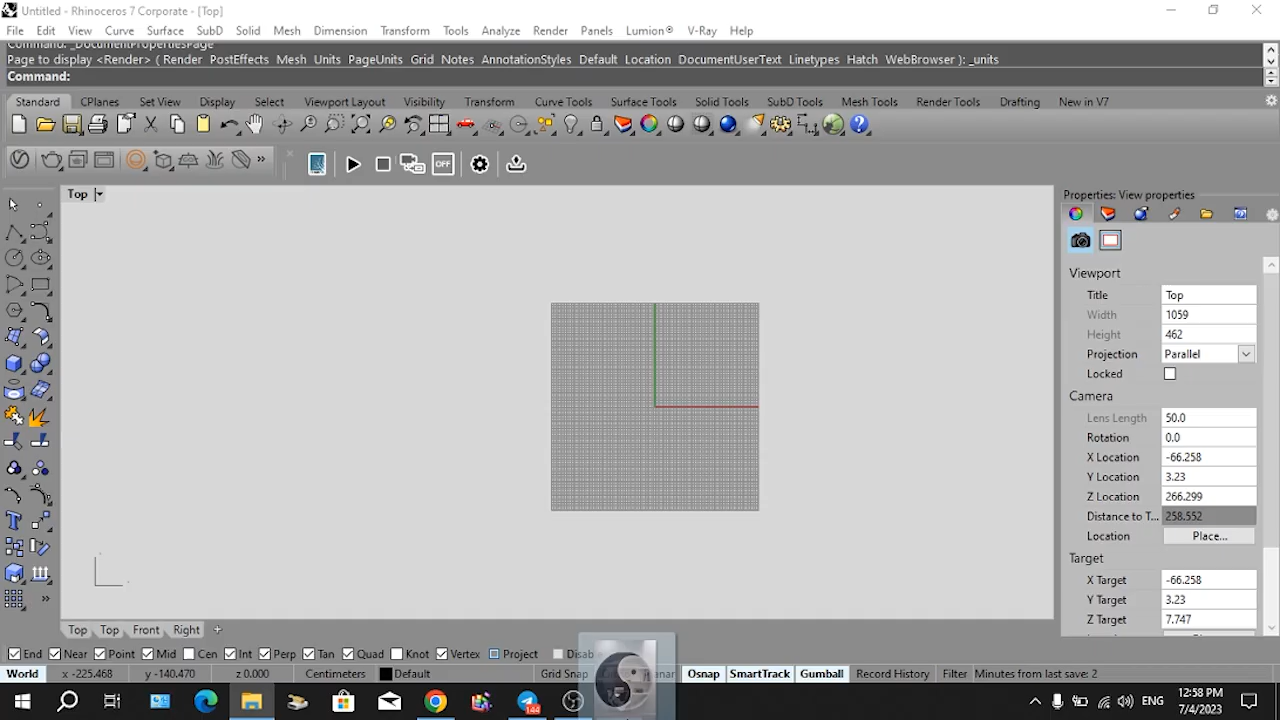 Untitled - Rhinoceros 7 Corporate - [Top]
File Edit View Curve Surface SubD Solid Mesh Dimension Transform Tools Analyze Render Panels Lumion® V-Ray Help
Command: _DocumentPropertiesPage
Page to display <Render> ( Render PostEffects Mesh Units PageUnits Grid Notes AnnotationStyles Default Location DocumentUserText Linetypes Hatch WebBrowser ): _units
Command:
Standard CPlanes Set View Display Select Viewport Layout Visibility Transform Curve Tools Surface Tools Solid Tools SubD Tools Mesh Tools Render Tools Drafting New in V7
OFF
Top
Properties: View properties
Viewport
Title Top
Width 1059
Height 462
Projection Parallel
Locked
Camera
Lens Length 50.0
Rotation 0.0
X Location -66.258
Y Location 3.23
Z Location 266.299
Distance to T... 258.552
Location Place...
Target
X Target -66.258
Y Target 3.23
Z Target 7.747
Top Top Front Right
End Near Point Mid Cen Int Perp Tan Quad Knot Vertex Project
World x -225.468 y -140.470 z 0.000 Centimeters Default Grid Snap Osnap SmartTrack Gumball Record History Filter Minutes from last save: 2
144
ENG
12:58 PM
7/4/2023